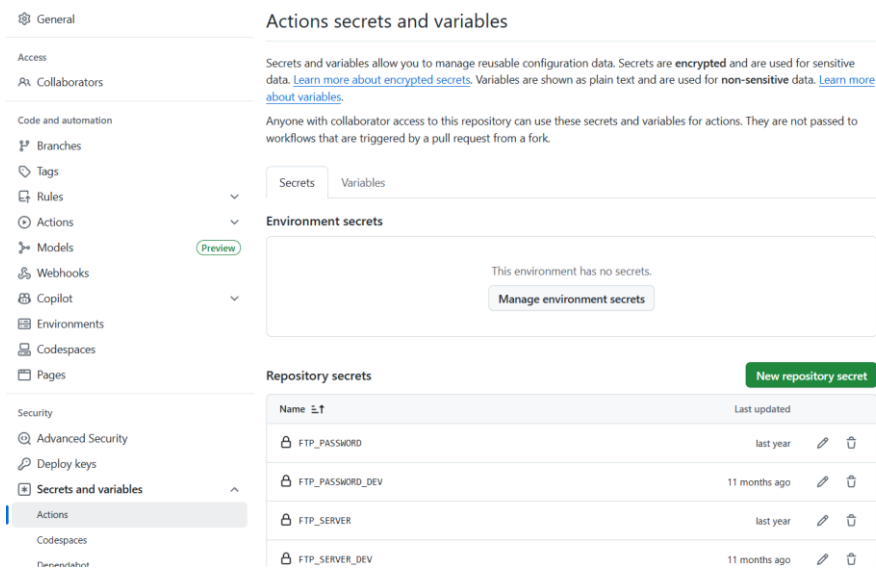 General
Access
Collaborators
Code and automation
Branches
Tags
Rules
Actions
Models
Preview
Webhooks
Copilot
Environments
Codespaces
Pages
Security
Advanced Security
Deploy keys
Secrets and variables
Actions
Codespaces
Dependabot
Actions secrets and variables
Secrets and variables allow you to manage reusable configuration data. Secrets are encrypted and are used for sensitive
data. Learn more about encrypted secrets. Variables are shown as plain text and are used for non-sensitive data. Learn more
about variables.
Anyone with collaborator access to this repository can use these secrets and variables for actions. They are not passed to
workflows that are triggered by a pull request from a fork.
Secrets Variables
Environment secrets
This environment has no secrets.
Manage environment secrets
Repository secrets
New repository secret
Name Last updated
FTP_PASSWORD last year
FTP_PASSWORD_DEV 11 months ago
FTP_SERVER last year
FTP_SERVER_DEV 11 months ago